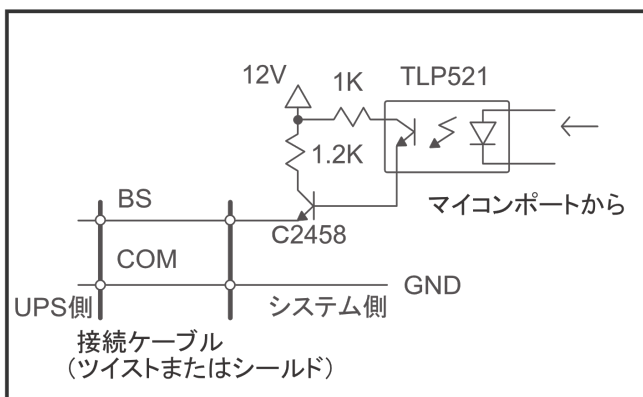 12V
1K
TLP521
1.2K
マイコンポートから
BS
C2458
COM
GND
UPS側
システム側
接続ケーブル
(ツイストまたはシールド)